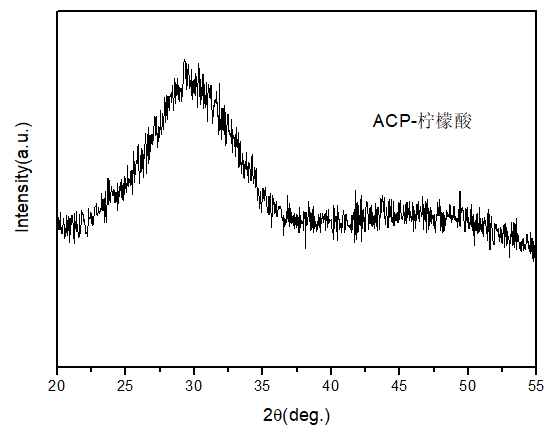 Intensity(a.u.)
ACP-柠檬酸
20 25 30 35 40 45 50 55
2θ(deg.)